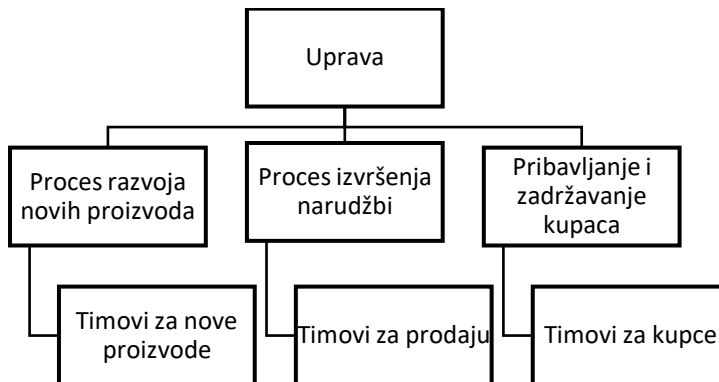 Uprava
Proces razvoja
novih proizvoda
Proces izvršenja
narudžbi
Pribavljanje i
zadržavanje
kupaca
Timovi za nove
proizvode
Timovi za prodaju
Timovi za kupce